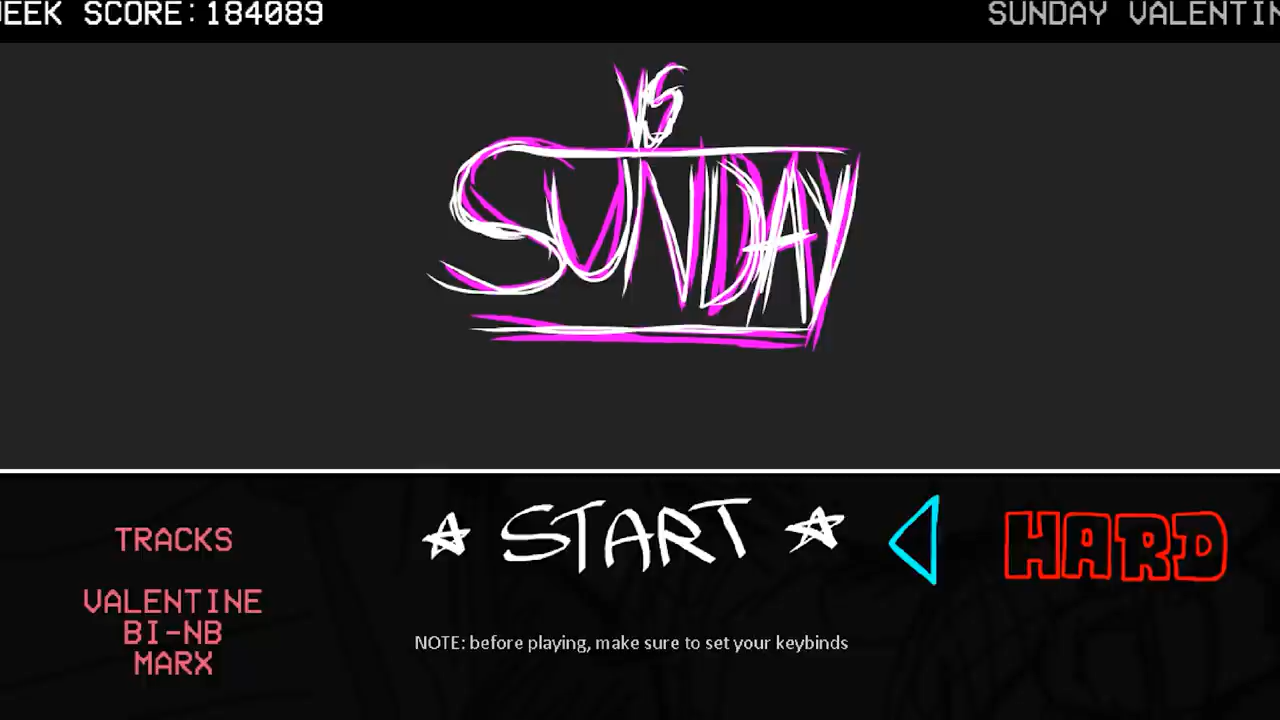 EEK SCORE:184089
SUNDAY VALENTIN
VS
SUNDAY
START
HARD
TRACKS
VALENTINE
BI-NB
MARX
NOTE: before playing, make sure to set your keybinds